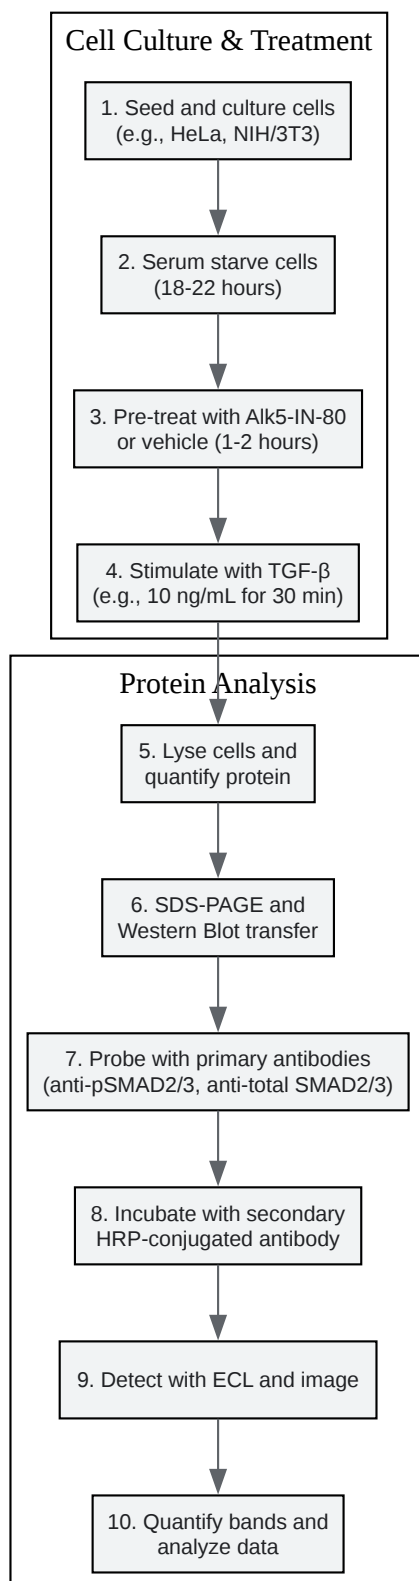 Cell Culture & Treatment
1. Seed and culture cells
(e.g., HeLa, NIH/3T3)
2. Serum starve cells
(18-22 hours)
3. Pre-treat with Alk5-IN-80
or vehicle (1-2 hours)
4. Stimulate with TGF-β
(e.g., 10 ng/mL for 30 min)
Protein Analysis
5. Lyse cells and
quantify protein
6. SDS-PAGE and
Western Blot transfer
7. Probe with primary antibodies
(anti-pSMAD2/3, anti-total SMAD2/3)
8. Incubate with secondary
HRP-conjugated antibody
9. Detect with ECL and image
10. Quantify bands and
analyze data